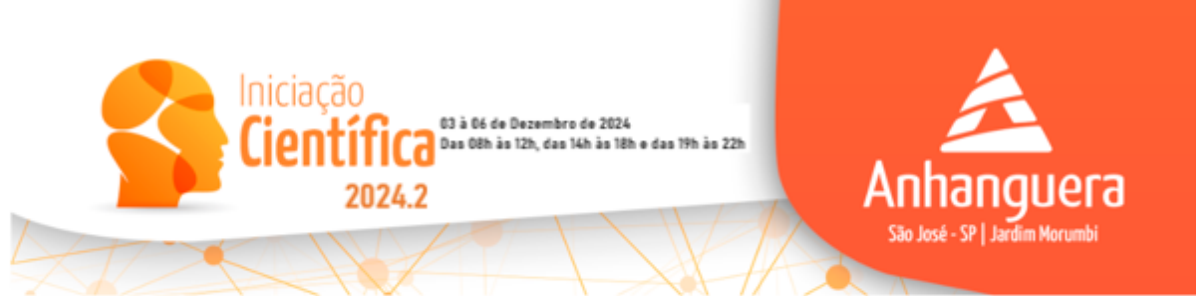 Iniciação
Científica
2024.2
03 à 06 de Dezembro de 2024
Das 08h às 12h, das 14h às 18h e das 19h às 22h
Anhanguera
São José - SP | Jardim Morumbi